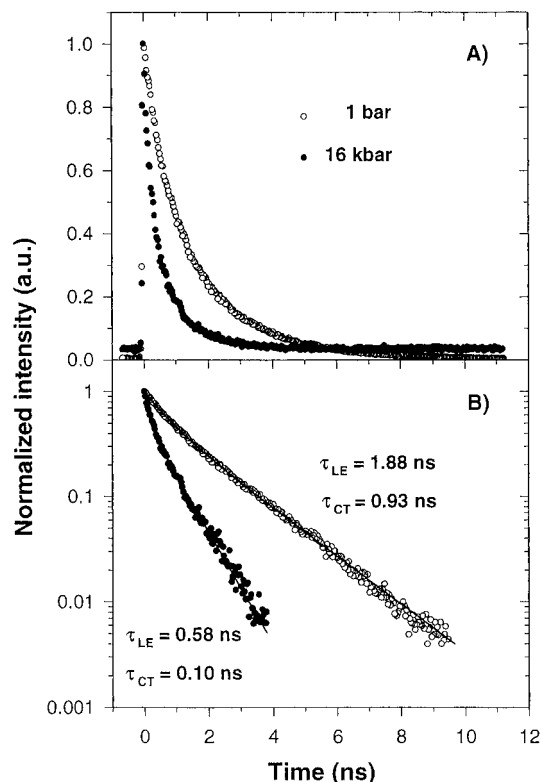 A)
1 bar
16 kbar
1.0
0.8
0.6
0.4
0.2
0.0
Normalized intensity (a.u.)
B)
τLE = 1.88 ns
τCT = 0.93 ns
τLE = 0.58 ns
τCT = 0.10 ns
1
0.1
0.01
0.001
0 2 4 6 8 10 12
Time (ns)